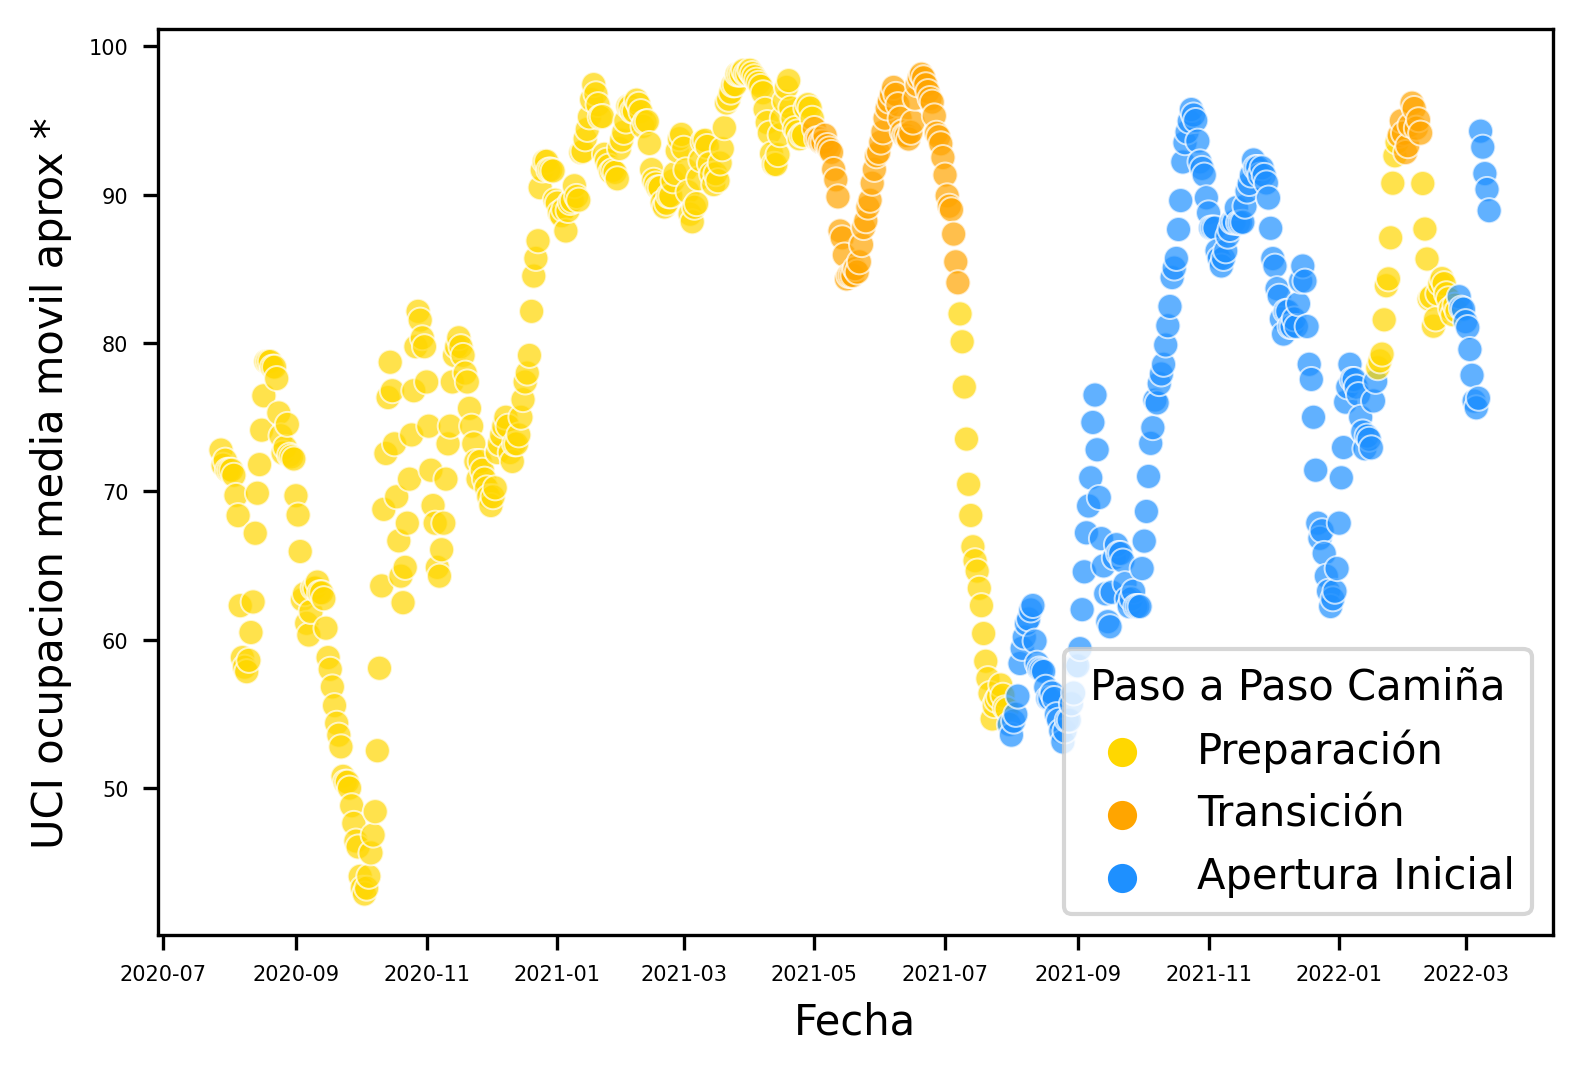 UCI ocupacion media movil aprox *
100
90
80
70
60
50
2020-07 2020-09 2020-11 2021-01 2021-03 2021-05 2021-07 2021-09 2021-11 2022-01 2022-03
Fecha
Paso a Paso Camiña
Preparación
Transición
Apertura Inicial